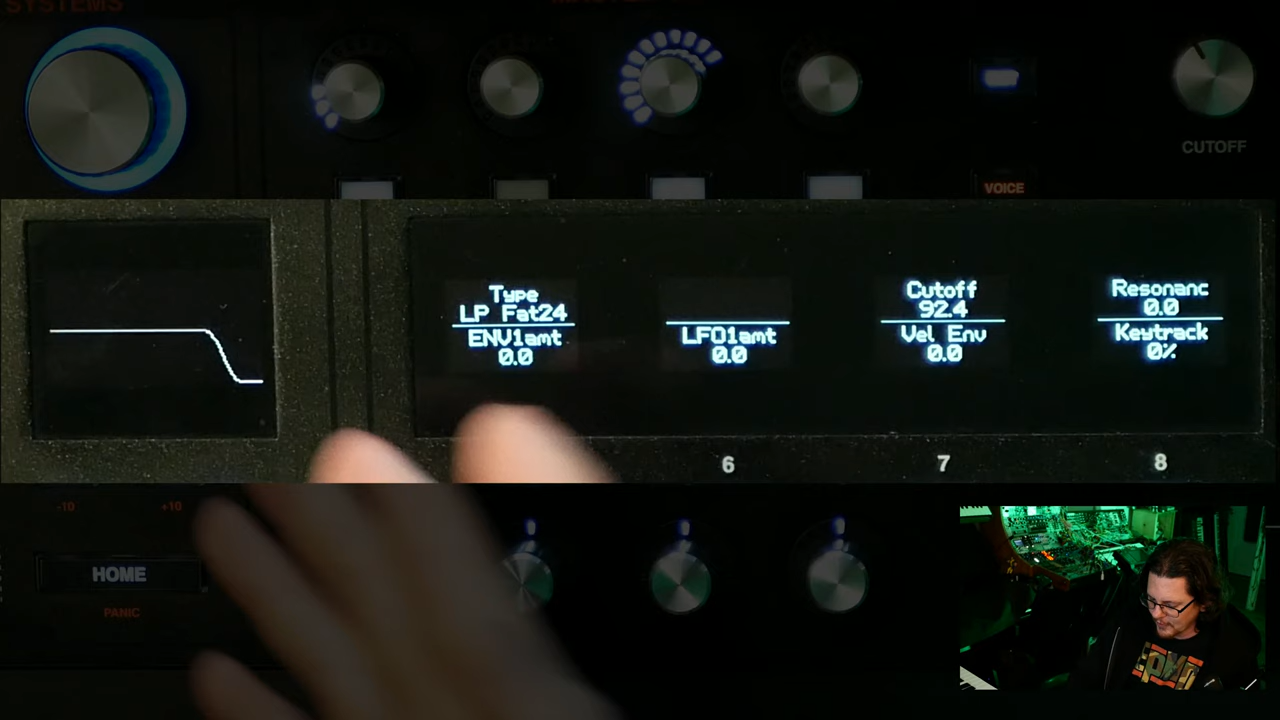 SYSTEMS
CUTOFF
VOICE
Type
LP Fat24
ENV1amt
0.0
LFO1amt
0.0
Cutoff
92.4
Vel Env
0.0
Resonanc
0.0
Keytrack
0%
6
7
8
-10
+10
HOME
PANIC
EPMD